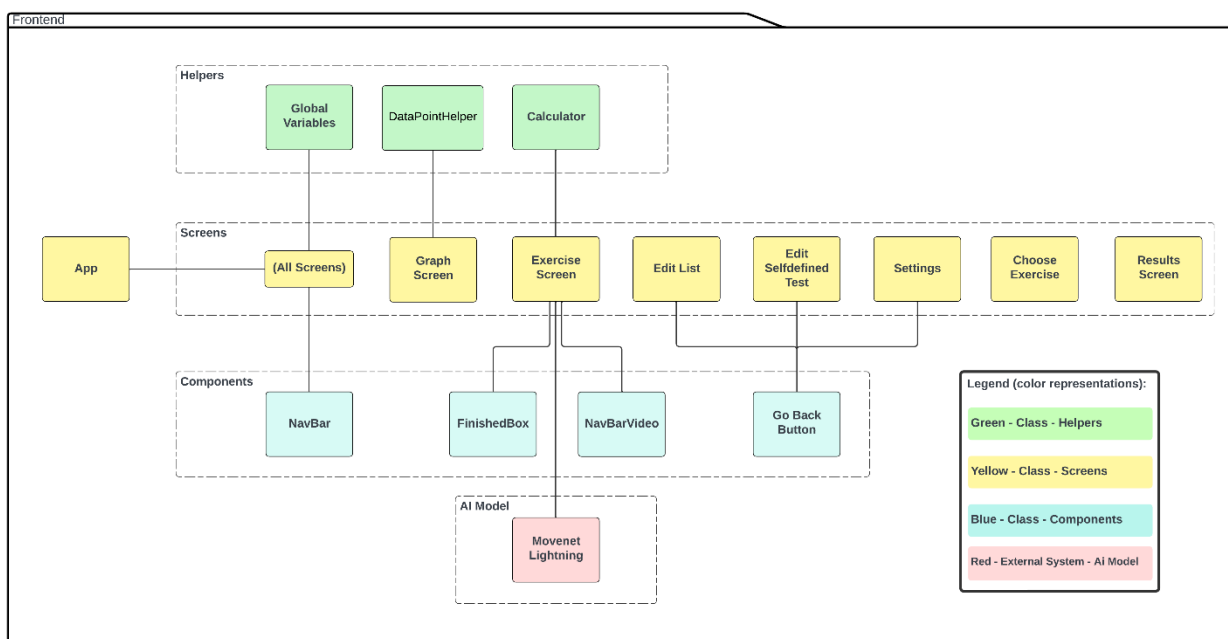 Frontend
Helpers
Global
Variables
DataPointHelper
Calculator
Screens
App
(All Screens)
Graph
Screen
Exercise
Screen
Edit List
Edit
Selfdefined
Test
Settings
Choose
Exercise
Results
Screen
Components
NavBar
FinishedBox
NavBarVideo
Go Back
Button
Legend (color representations):
Green - Class - Helpers
Yellow - Class - Screens
Blue - Class - Components
Red - External System - Ai Model
AI Model
Movenet
Lightning